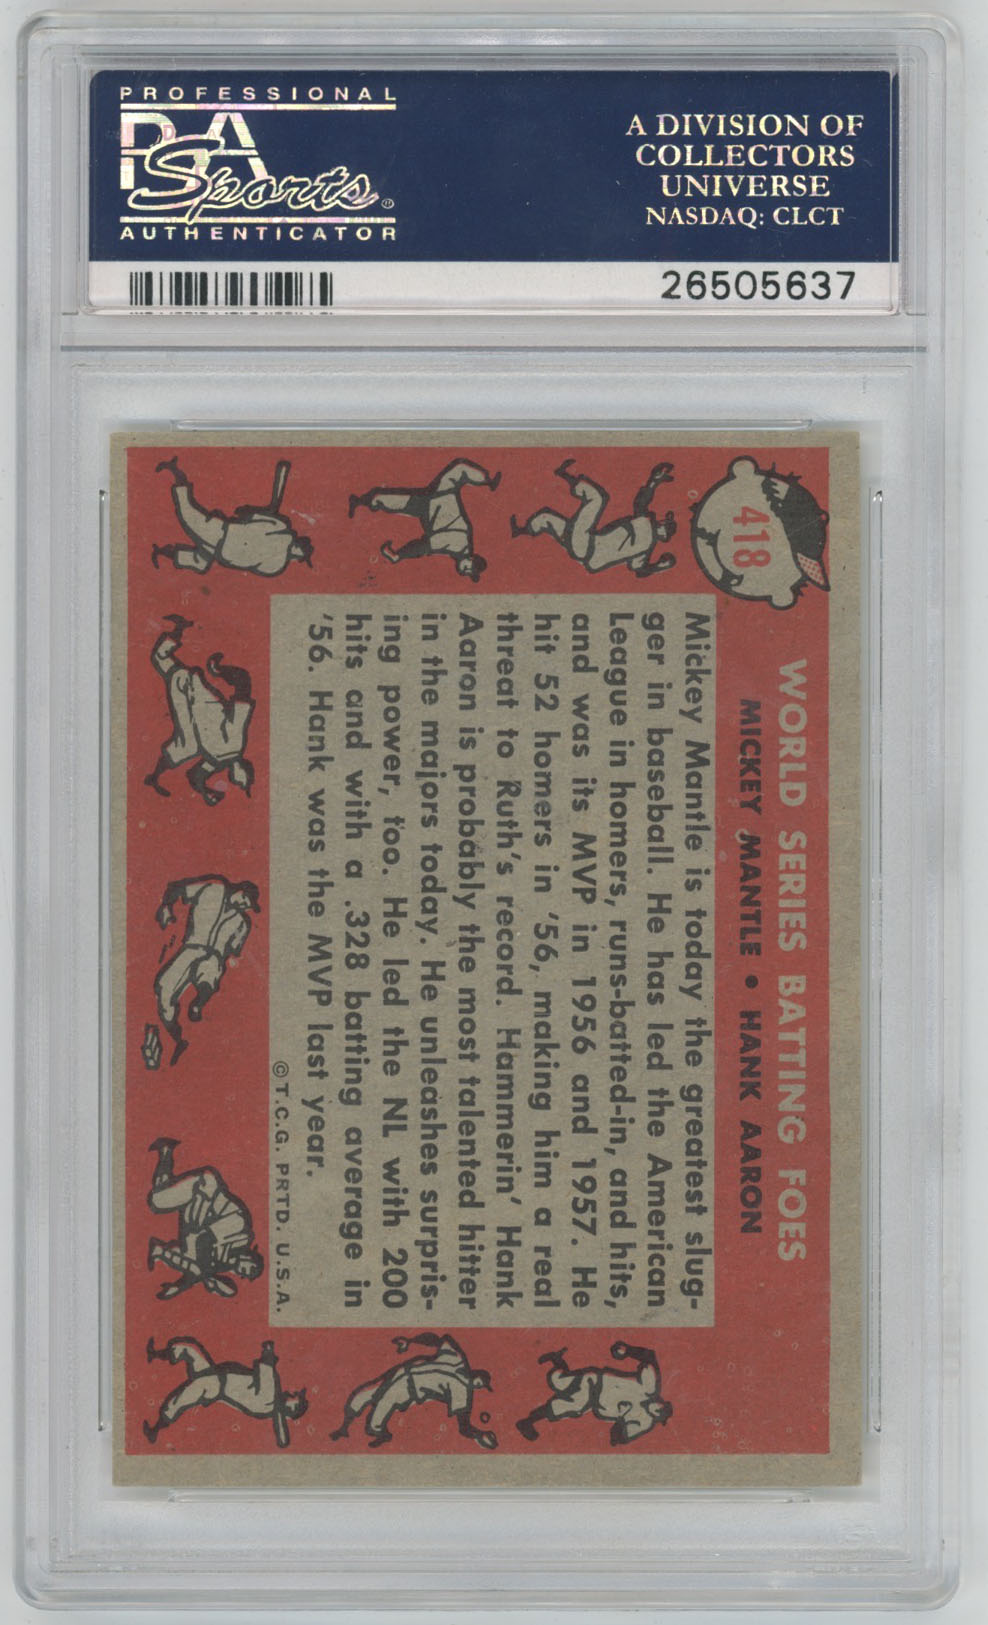 PROFESSIONAL
PSA
Sports®
AUTHENTICATOR
A DIVISION OF
COLLECTORS
UNIVERSE
NASDAQ: CLCT
26505637
418
WORLD SERIES BATTING FOES
MICKEY MANTLE • HANK AARON
Mickey Mantle is today the greatest slug-
ger in baseball. He has led the American
League in homers, runs-batted-in, and hits,
and was its MVP in 1956 and 1957. He
hit 52 homers in '56, making him a real
threat to Ruth's record. Hammerin' Hank
Aaron is probably the most talented hitter
in the majors today. He unleashes surpris-
ing power, too. He led the NL with 200
hits and with a .328 batting average in
'56. Hank was the MVP last year.
©T.C.G. PRTD. U.S.A.